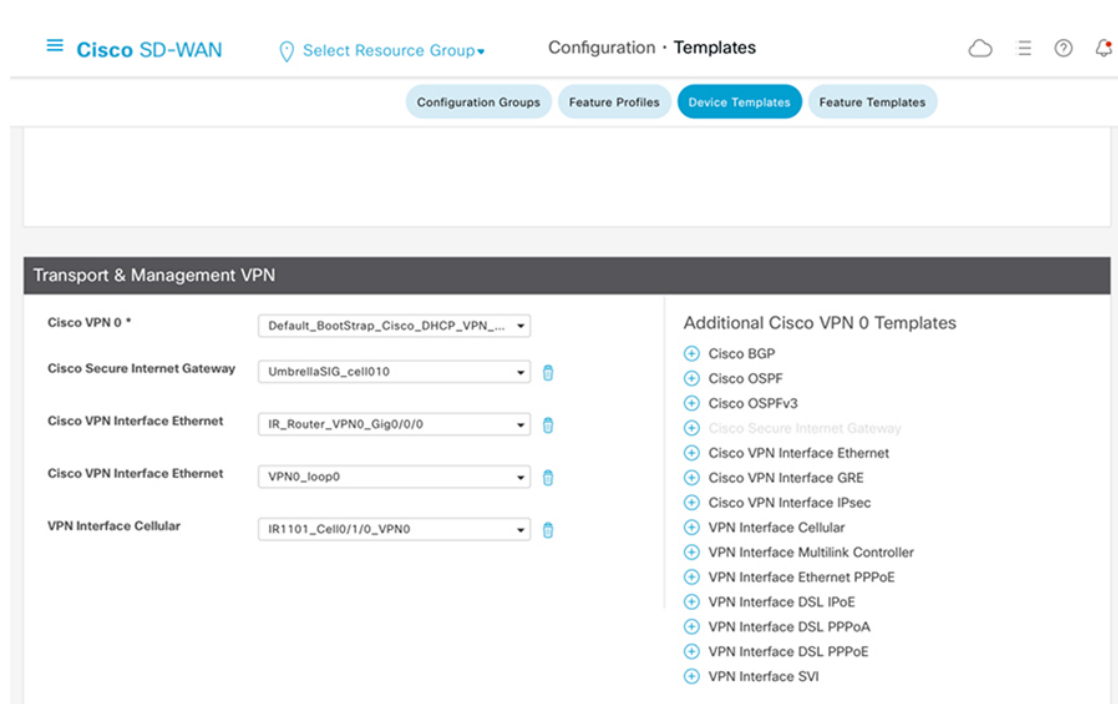 Cisco SD-WAN
Select Resource Group
Configuration · Templates
Configuration Groups
Feature Profiles
Device Templates
Feature Templates
Transport & Management VPN
Cisco VPN 0 *
Default_BootStrap_Cisco_DHCP_VPN_...
Cisco Secure Internet Gateway
UmbrellaSIG_cell010
Cisco VPN Interface Ethernet
IR_Router_VPN0_Gig0/0/0
Cisco VPN Interface Ethernet
VPN0_loop0
VPN Interface Cellular
IR1101_Cell0/1/0_VPN0
Additional Cisco VPN 0 Templates
Cisco BGP
Cisco OSPF
Cisco OSPFv3
Cisco Secure Internet Gateway
Cisco VPN Interface Ethernet
Cisco VPN Interface GRE
Cisco VPN Interface IPsec
VPN Interface Cellular
VPN Interface Multilink Controller
VPN Interface Ethernet PPPoE
VPN Interface DSL IPoE
VPN Interface DSL PPPoA
VPN Interface DSL PPPoE
VPN Interface SVI